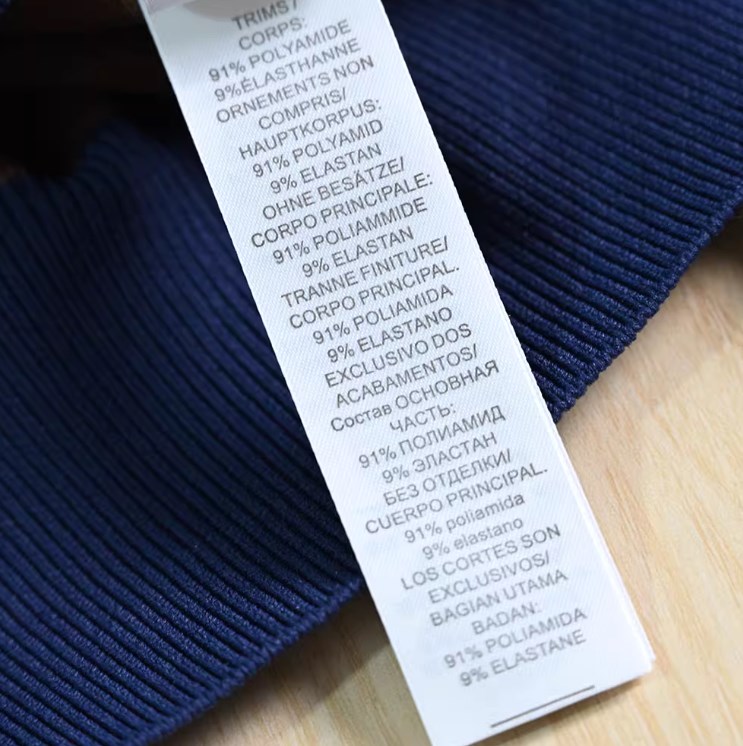 TRIMS/
CORPS:
91% POLYAMIDE
9%ÉLASTHANNE
ORNEMENTS NON
COMPRIS/
HAUPTKORPUS:
91% POLYAMID
9% ELASTAN
OHNE BESÄTZE/
CORPO PRINCIPALE:
91% POLIAMMIDE
9% ELASTAN
TRANNE FINITURE/
CORPO PRINCIPAL.
91% POLIAMIDA
9% ELASTANO
EXCLUSIVO DOS
ACABAMENTOS/
Состав ОСНОВНАЯ
ЧАСТЬ:
91% ПОЛИАМИД
9% ЭЛАСТАН
БЕЗ ОТДЕЛКИ/
CUERPO PRINCIPAL.
91% poliamida
9% elastano
LOS CORTES SON
EXCLUSIVOS/
BAGIAN UTAMA
BADAN:
91% POLIAMIDA
9% ELASTANE